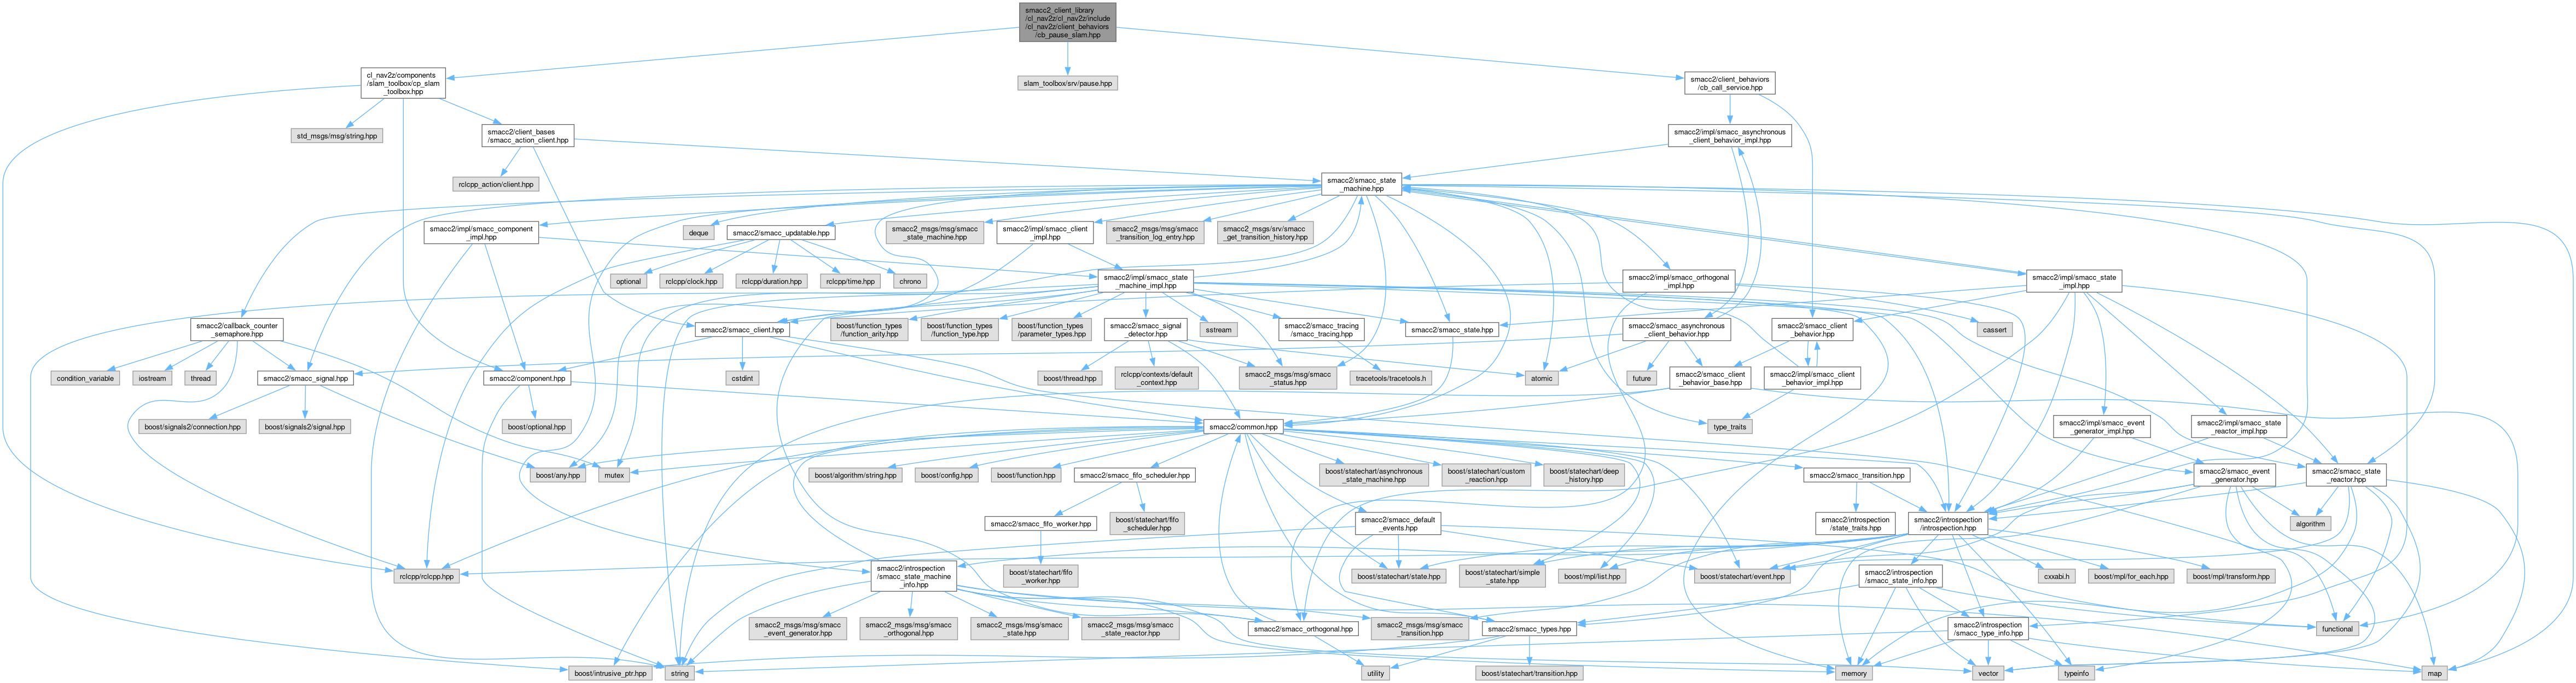 smacc2_client_library
/cl_nav2z/cl_nav2z/include
/cl_nav2z/client_behaviors
/cb_pause_slam.hpp
cl_nav2z/components
/slam_toolbox/cp_slam
_toolbox.hpp
slam_toolbox/srv/pause.hpp
smacc2/client_behaviors
/cb_call_service.hpp
std_msgs/msg/string.hpp
smacc2/client_bases
/smacc_action_client.hpp
smacc2/impl/smacc_asynchronous
_client_behavior_impl.hpp
rclcpp_action/client.hpp
smacc2/smacc_state
_machine.hpp
smacc2/impl/smacc_component
_impl.hpp
deque
smacc2/smacc_updatable.hpp
smacc2_msgs/msg/smacc
_state_machine.hpp
smacc2/impl/smacc_client
_impl.hpp
smacc2_msgs/msg/smacc
_transition_log_entry.hpp
smacc2_msgs/srv/smacc
_get_transition_history.hpp
optional
rclcpp/clock.hpp
rclcpp/duration.hpp
rclcpp/time.hpp
chrono
smacc2/impl/smacc_state
_machine_impl.hpp
smacc2/impl/smacc_orthogonal
_impl.hpp
smacc2/impl/smacc_state
_impl.hpp
smacc2/callback_counter
_semaphore.hpp
smacc2/smacc_client.hpp
boost/function_types
/function_arity.hpp
boost/function_types
/function_type.hpp
boost/function_types
/parameter_types.hpp
smacc2/smacc_signal
_detector.hpp
sstream
smacc2/smacc_tracing
/smacc_tracing.hpp
smacc2/smacc_state.hpp
smacc2/smacc_asynchronous
_client_behavior.hpp
smacc2/smacc_client
_behavior.hpp
cassert
condition_variable
iostream
thread
smacc2/smacc_signal.hpp
smacc2/component.hpp
cstdint
boost/thread.hpp
rclcpp/contexts/default
_context.hpp
smacc2_msgs/msg/smacc
_status.hpp
tracetools/tracetools.h
atomic
future
smacc2/smacc_client
_behavior_base.hpp
smacc2/impl/smacc_client
_behavior_impl.hpp
boost/signals2/connection.hpp
boost/signals2/signal.hpp
boost/optional.hpp
smacc2/common.hpp
type_traits
smacc2/impl/smacc_event
_generator_impl.hpp
smacc2/impl/smacc_state
_reactor_impl.hpp
boost/any.hpp
mutex
boost/algorithm/string.hpp
boost/config.hpp
boost/function.hpp
smacc2/smacc_fifo_scheduler.hpp
boost/statechart/asynchronous
_state_machine.hpp
boost/statechart/custom
_reaction.hpp
boost/statechart/deep
_history.hpp
smacc2/smacc_transition.hpp
smacc2/smacc_event
_generator.hpp
smacc2/smacc_state
_reactor.hpp
smacc2/smacc_fifo_worker.hpp
boost/statechart/fifo
_scheduler.hpp
smacc2/smacc_default
_events.hpp
smacc2/introspection
/state_traits.hpp
smacc2/introspection
/introspection.hpp
algorithm
rclcpp/rclcpp.hpp
smacc2/introspection
/smacc_state_machine
_info.hpp
boost/statechart/fifo
_worker.hpp
boost/statechart/state.hpp
boost/statechart/simple
_state.hpp
boost/mpl/list.hpp
boost/statechart/event.hpp
smacc2/introspection
/smacc_state_info.hpp
cxxabi.h
boost/mpl/for_each.hpp
boost/mpl/transform.hpp
smacc2_msgs/msg/smacc
_event_generator.hpp
smacc2_msgs/msg/smacc
_orthogonal.hpp
smacc2_msgs/msg/smacc
_state.hpp
smacc2_msgs/msg/smacc
_state_reactor.hpp
smacc2/smacc_orthogonal.hpp
smacc2_msgs/msg/smacc
_transition.hpp
smacc2/smacc_types.hpp
smacc2/introspection
/smacc_type_info.hpp
functional
boost/intrusive_ptr.hpp
string
utility
boost/statechart/transition.hpp
memory
vector
typeinfo
map